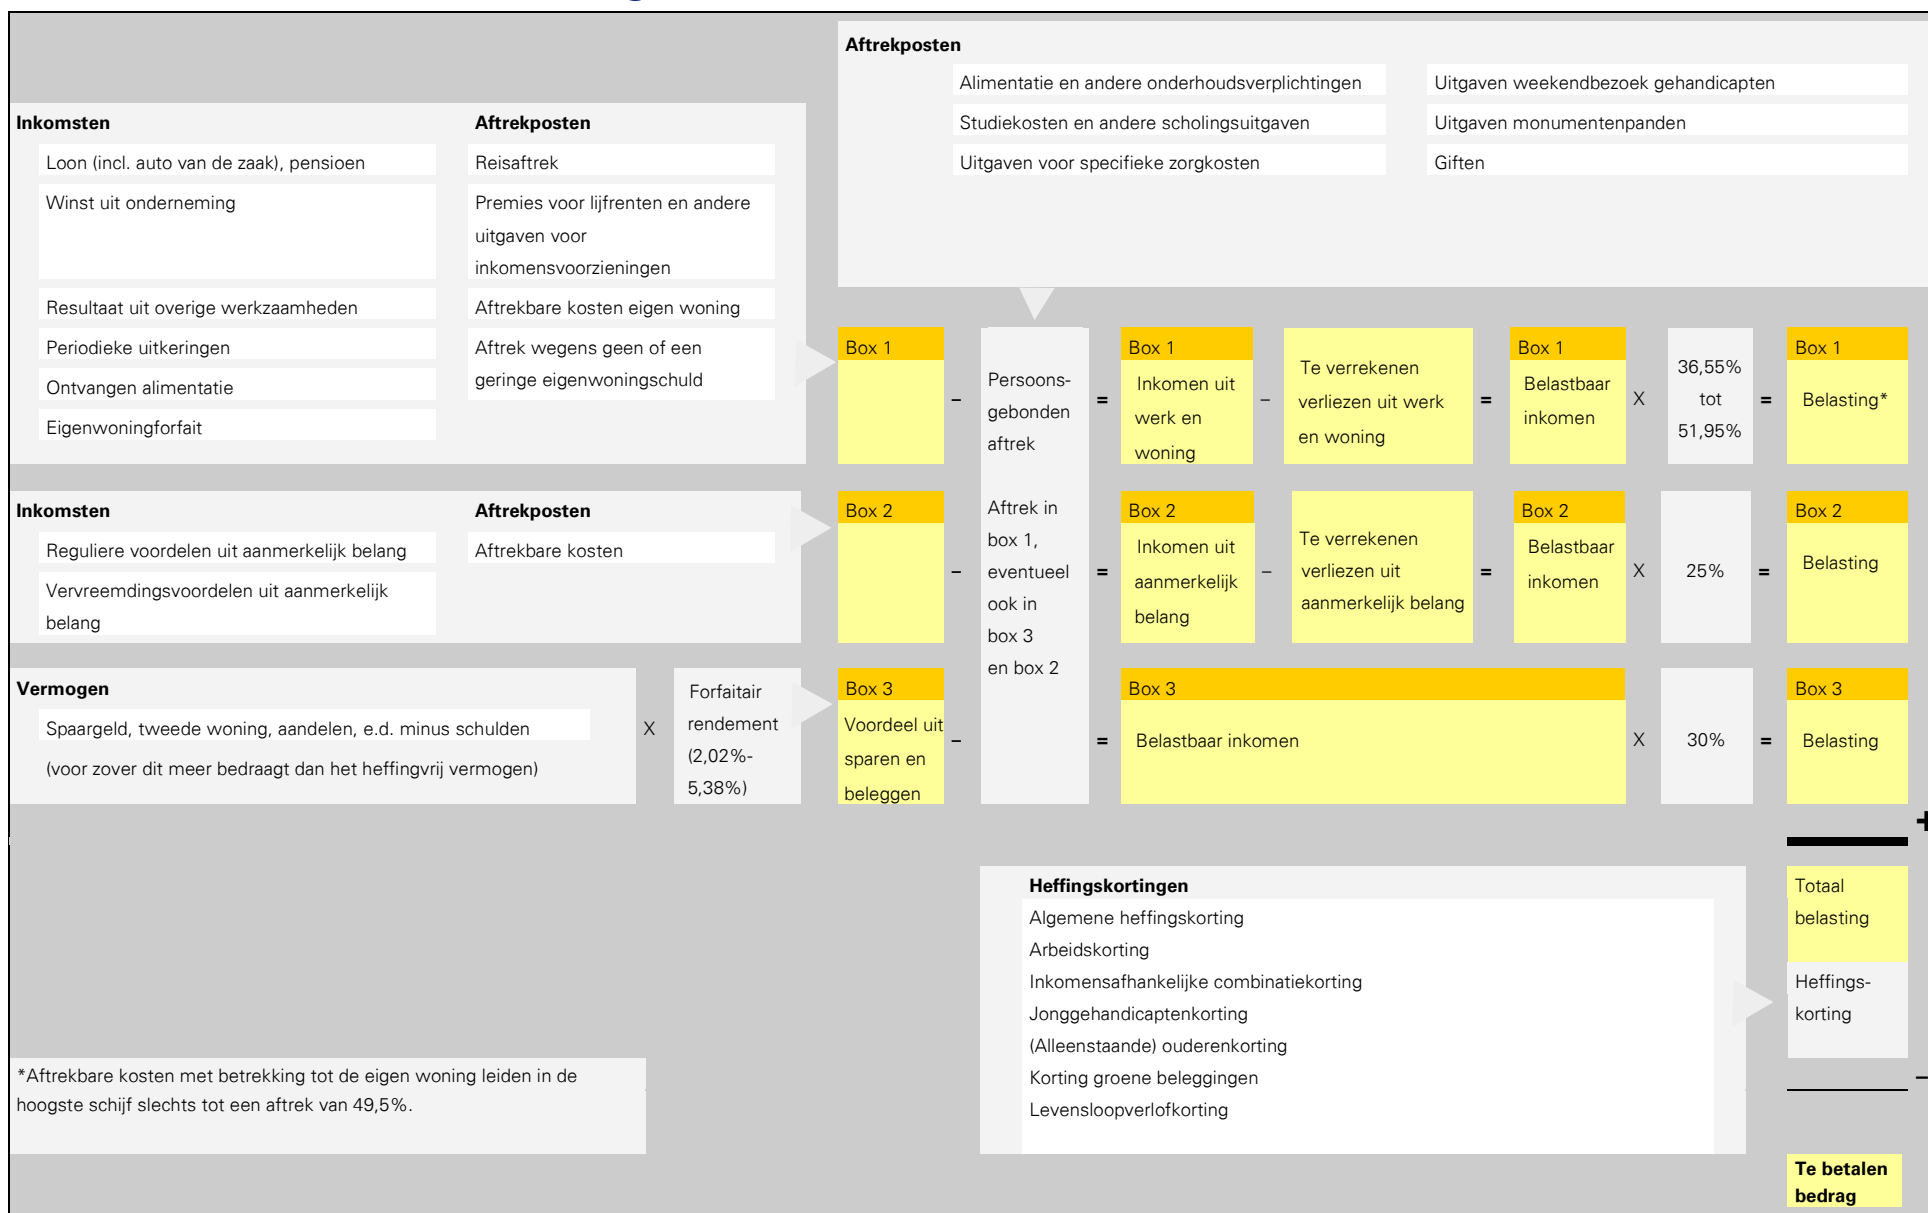 Aftrekposten
Alimentatie en andere onderhoudsverplichtingen
Uitgaven weekendbezoek gehandicapten
Studiekosten en andere scholingsuitgaven
Uitgaven monumentenpanden
Uitgaven voor specifieke zorgkosten
Giften
Inkomsten
Aftrekposten
Loon (incl. auto van de zaak), pensioen
Reisaftrek
Winst uit onderneming
Premies voor lijfrenten en andere
uitgaven voor
inkomensvoorzieningen
Resultaat uit overige werkzaamheden
Aftrekbare kosten eigen woning
Periodieke uitkeringen
Aftrek wegens geen of een
geringe eigenwoningschuld
Ontvangen alimentatie
Eigenwoningforfait
Box 1
–
Persoons-
gebonden
aftrek
Aftrek in
box 1,
eventueel
ook in
box 3
en box 2
=
Box 1
Inkomen uit
werk en
woning
–
Te verrekenen
verliezen uit werk
en woning
=
Box 1
Belastbaar
inkomen
X
36,55%
tot
51,95%
=
Box 1
Belasting*
Inkomsten
Aftrekposten
Reguliere voordelen uit aanmerkelijk belang
Aftrekbare kosten
Vervreemdingsvoordelen uit aanmerkelijk
belang
Box 2
–
=
Box 2
Inkomen uit
aanmerkelijk
belang
–
Te verrekenen
verliezen uit
aanmerkelijk belang
=
Box 2
Belastbaar
inkomen
X
25%
=
Box 2
Belasting
Vermogen
Spaargeld, tweede woning, aandelen, e.d. minus schulden
(voor zover dit meer bedraagt dan het heffingvrij vermogen)
X
Forfaitair
rendement
(2,02%-
5,38%)
Box 3
Voordeel uit
sparen en
beleggen
–
=
Box 3
Belastbaar inkomen
X
30%
=
Box 3
Belasting
+
Heffingskortingen
Algemene heffingskorting
Arbeidskorting
Inkomensafhankelijke combinatiekorting
Jonggehandicaptenkorting
(Alleenstaande) ouderenkorting
Korting groene beleggingen
Levensloopverlofkorting
Totaal
belasting
Heffings-
korting
–
*Aftrekbare kosten met betrekking tot de eigen woning leiden in de
hoogste schijf slechts tot een aftrek van 49,5%.
Te betalen
bedrag